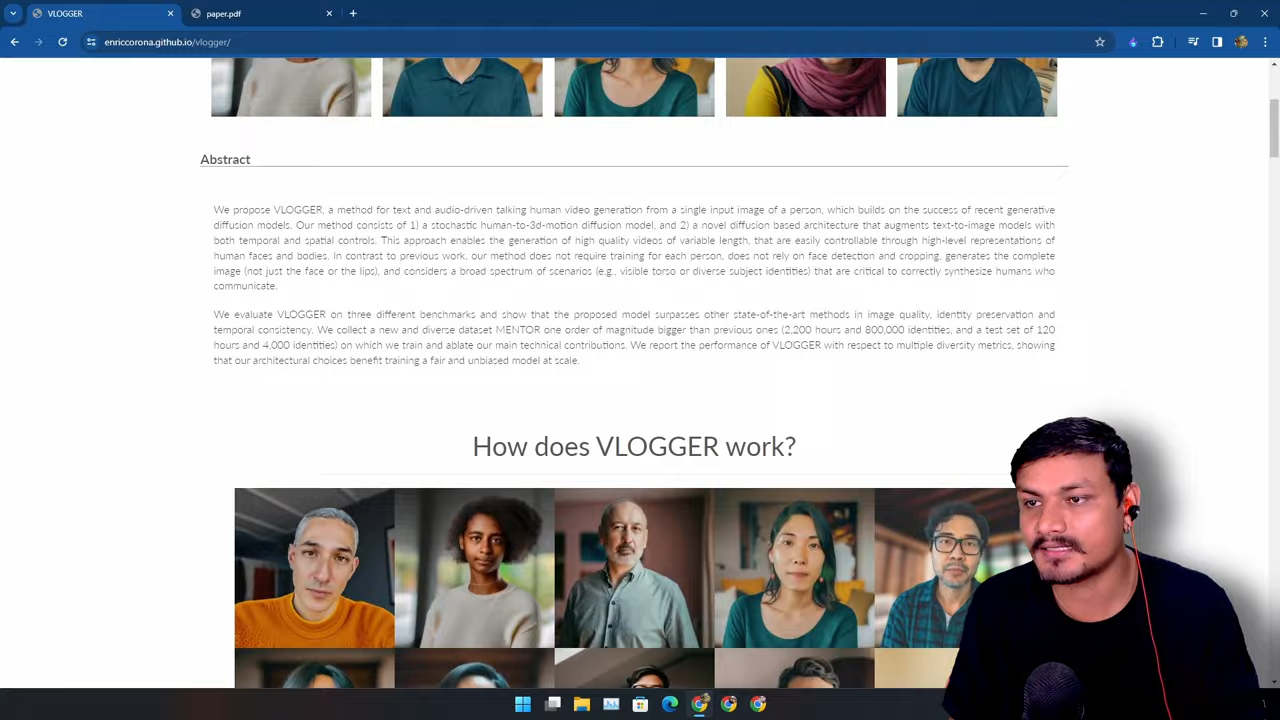 VLOGGER
paper.pdf
enriccorona.github.io/vlogger/
Abstract
We propose VLOGGER, a method for text and audio-driven talking human video generation from a single input image of a person, which builds on the success of recent generative
diffusion models. Our method consists of 1) a stochastic human-to-3d-motion diffusion model, and 2) a novel diffusion based architecture that augments text-to-image models with
both temporal and spatial controls. This approach enables the generation of high quality videos of variable length, that are easily controllable through high-level representations of
human faces and bodies. In contrast to previous work, our method does not require training for each person, does not rely on face detection and cropping, generates the complete
image (not just the face or the lips), and considers a broad spectrum of scenarios (e.g., visible torso or diverse subject identities) that are critical to correctly synthesize humans who
communicate.
We evaluate VLOGGER on three different benchmarks and show that the proposed model surpasses other state-of-the-art methods in image quality, identity preservation and
temporal consistency. We collect a new and diverse dataset MENTOR one order of magnitude bigger than previous ones (2,200 hours and 800,000 identities, and a test set of 120
hours and 4,000 identities) on which we train and ablate our main technical contributions. We report the performance of VLOGGER with respect to multiple diversity metrics, showing
that our architectural choices benefit training a fair and unbiased model at scale.
How does VLOGGER work?